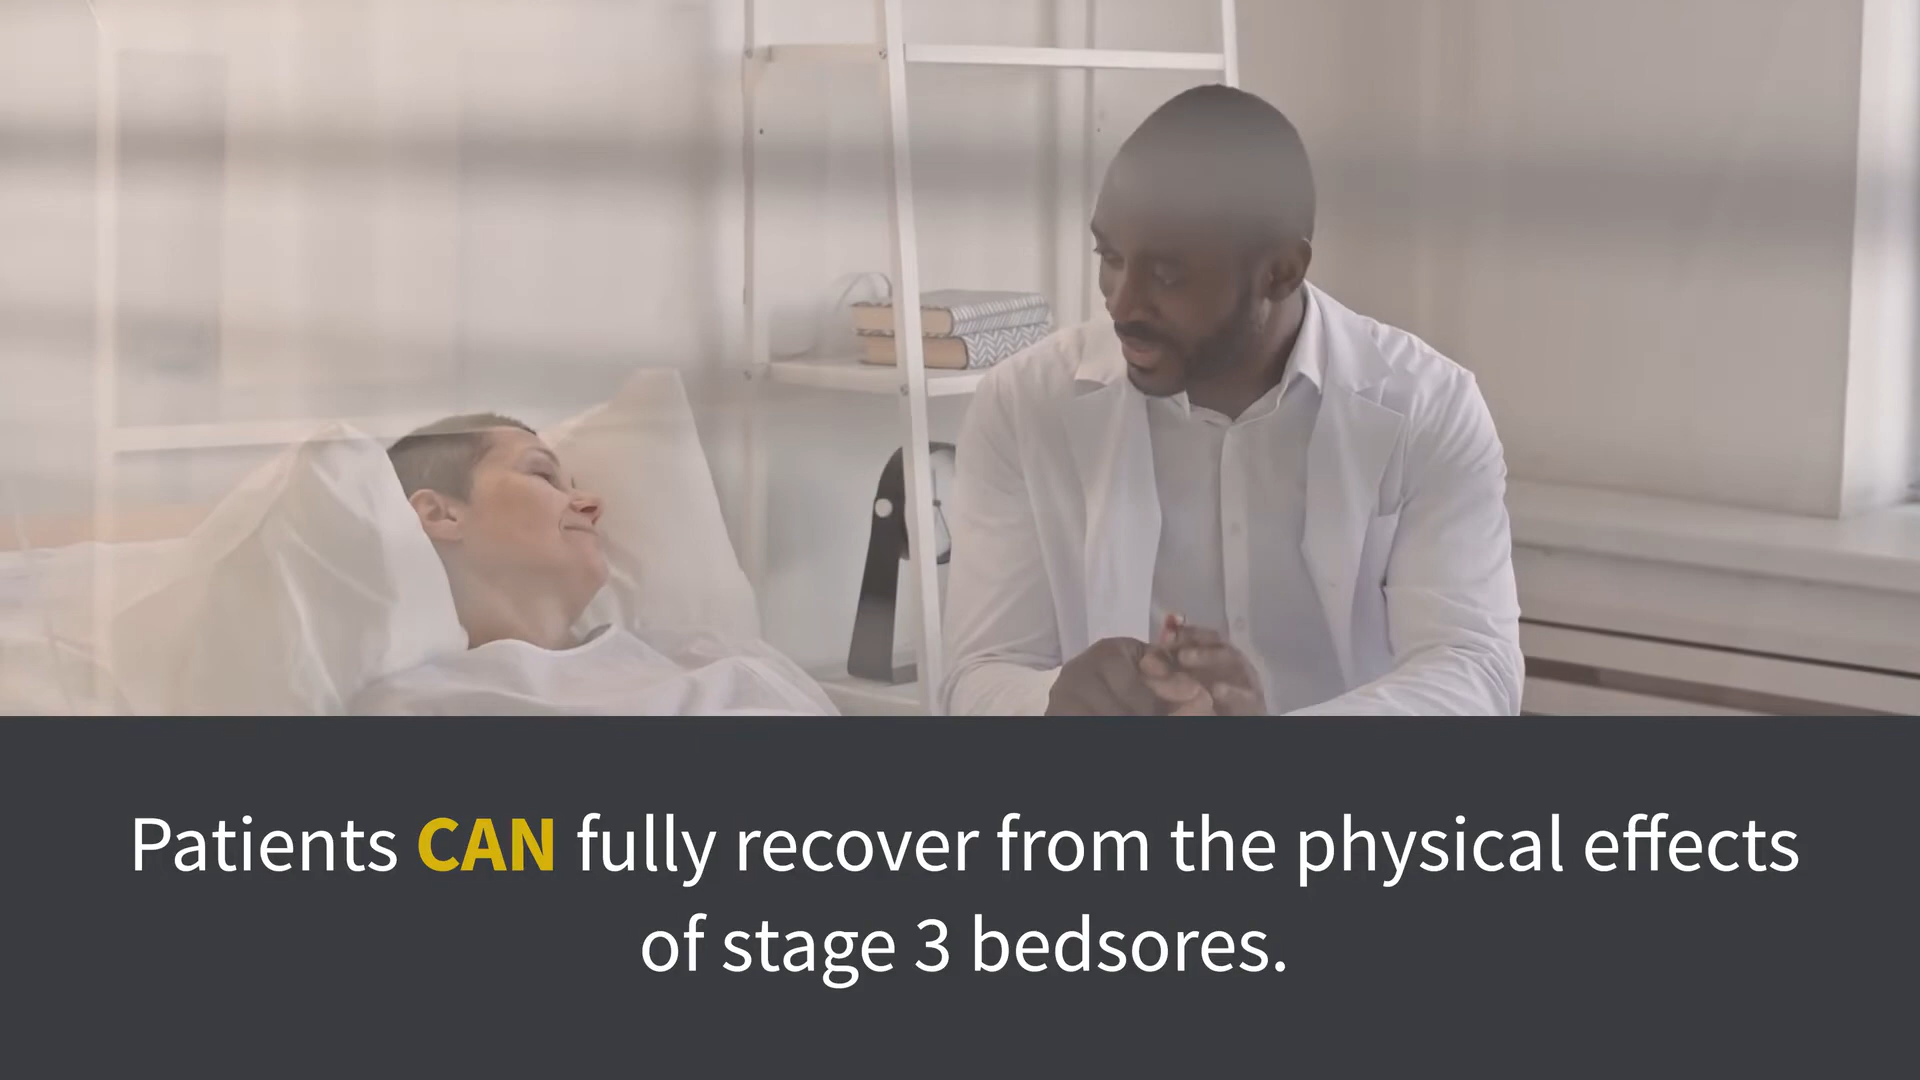 Patients CAN fully recover from the physical effects
of stage 3 bedsores.